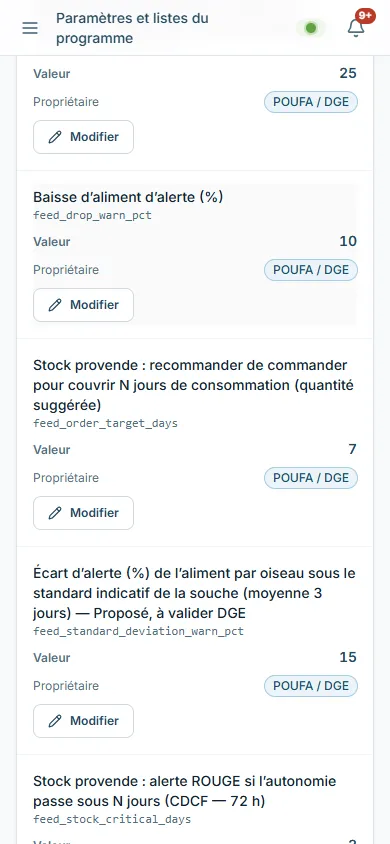 Paramètres et listes du
programme
9+
Valeur
25
Propriétaire
POUFA / DGE
Modifier
Baisse d’aliment d’alerte (%)
feed_drop_warn_pct
Valeur
10
Propriétaire
POUFA / DGE
Modifier
Stock provende : recommander de commander
pour couvrir N jours de consommation (quantité
suggérée)
feed_order_target_days
Valeur
7
Propriétaire
POUFA / DGE
Modifier
Écart d’alerte (%) de l’aliment par oiseau sous le
standard indicatif de la souche (moyenne 3
jours) — Proposé, à valider DGE
feed_standard_deviation_warn_pct
Valeur
15
Propriétaire
POUFA / DGE
Modifier
Stock provende : alerte ROUGE si l’autonomie
passe sous N jours (CDCF — 72 h)
feed_stock_critical_days
Valeur